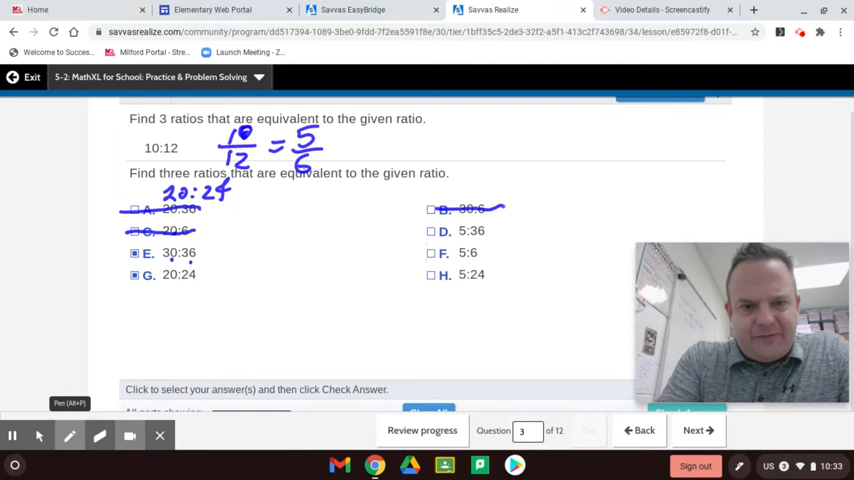 Home
Elementary Web Portal
Savvas EasyBridge
Savvas Realize
Video Details - Screencastify
savvasrealize.com/community/program/dd517394-1089-3bec-0bd-7f2ea5591f8e/30/tier/1bff35c5-2de3-32f2-a5f1-413c2f743698/34/lesson/e85972f8-d01f-...
Welcome to Succes...
Milford Portal - Stre...
Launch Meeting - Z...
Exit
5-2: MathXL for School: Practice & Problem Solving
Find 3 ratios that are equivalent to the given ratio.
10:12
10/12 = 5/6
Find three ratios that are equivalent to the given ratio.
20:24
A. 20:36
B. 30:6
C. 20:6
D. 5:36
E. 30:36
F. 5:6
G. 20:24
H. 5:24
Click to select your answer(s) and then click Check Answer.
Pen (Alt+P)
Review progress
Question 3 of 12
Go
Back
Next
Sign out
US
3
10:33